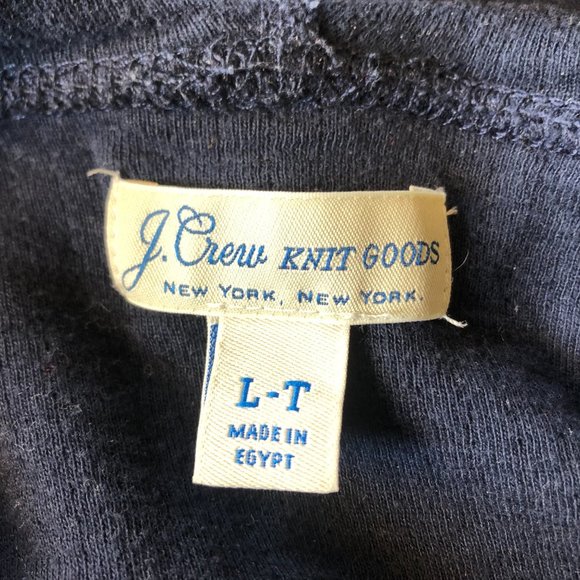 J. Crew KNIT GOODS
NEW YORK, NEW YORK.
L-T
MADE IN
EGYPT